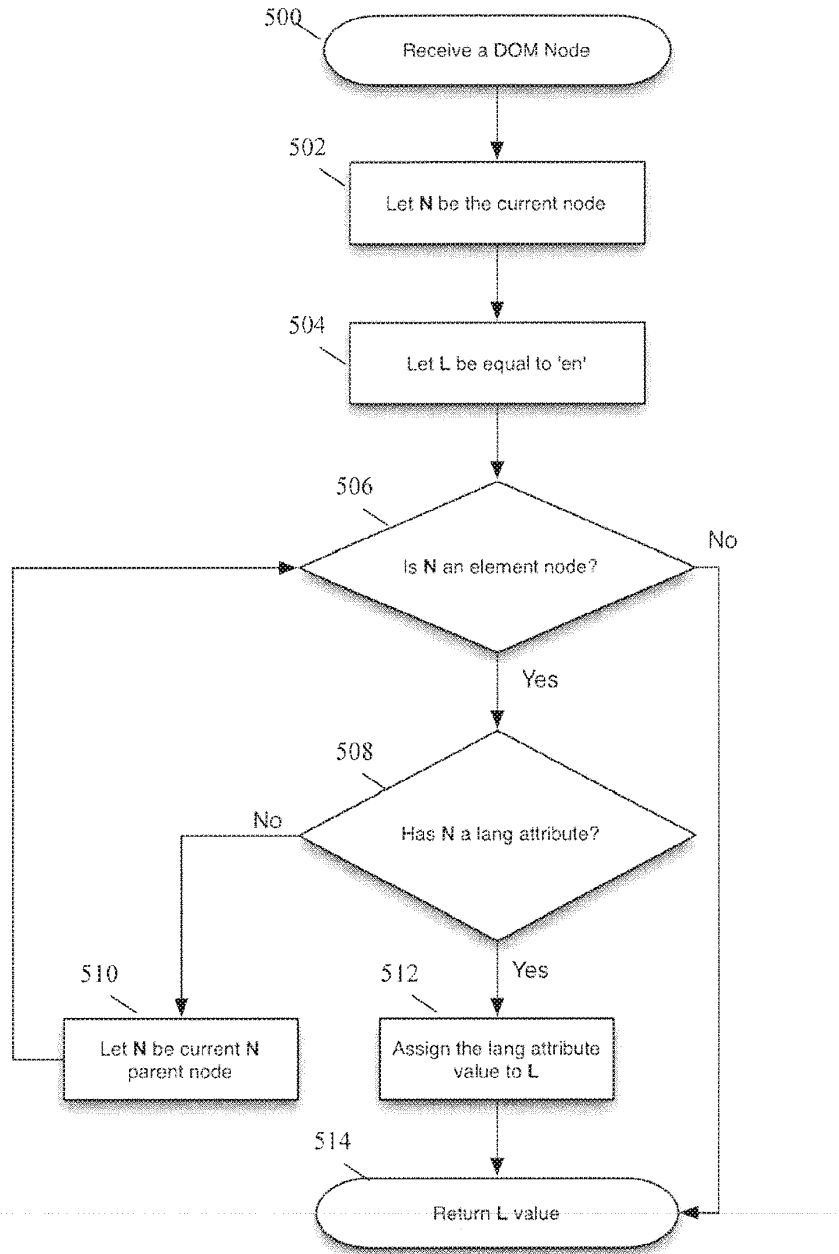 500
Receive a DOM Node
502
Let N be the current node
504
Let L be equal to 'en'
506
Is N an element node?
No
Yes
508
Has N a lang attribute?
No
Yes
510
Let N be current N
parent node
512
Assign the lang attribute
value to L
514
Return L value